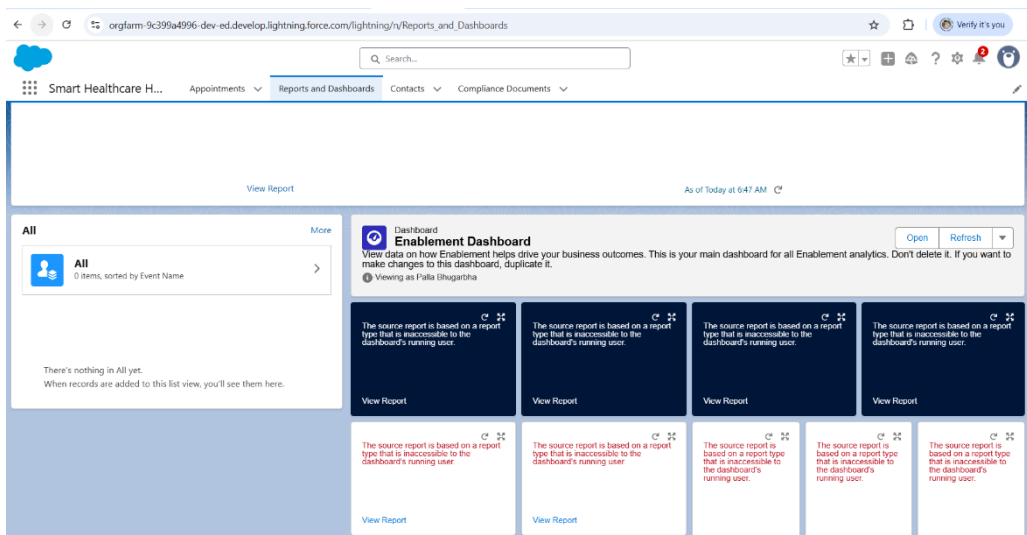 orgfarm-9c399a4996-dev-ed.develop.lightning.force.com/lightning/n/Reports_and_Dashboards
Verify it's you
Search...
2
Smart Healthcare H... Appointments Reports and Dashboards Contacts Compliance Documents
View Report As of Today at 6:47 AM
All More
All
0 items, sorted by Event Name
There's nothing in All yet.
When records are added to this list view, you'll see them here.
Dashboard
Enablement Dashboard
Open Refresh
View data on how Enablement helps drive your business outcomes. This is your main dashboard for all Enablement analytics. Don't delete it. If you want to
make changes to this dashboard, duplicate it.
Viewing as Palla Bhugarbha
The source report is based on a report
type that is inaccessible to the
dashboard's running user.
View Report
The source report is based on a report
type that is inaccessible to the
dashboard's running user.
View Report
The source report is based on a report
type that is inaccessible to the
dashboard's running user.
View Report
The source report is based on a report
type that is inaccessible to the
dashboard's running user.
View Report
The source report is based on a report
type that is inaccessible to the
dashboard's running user.
View Report
The source report is based on a report
type that is inaccessible to the
dashboard's running user.
View Report
The source report is
based on a report type
that is inaccessible to
the dashboard's
running user.
The source report is
based on a report type
that is inaccessible to
the dashboard's
running user.
The source report is
based on a report type
that is inaccessible to
the dashboard's
running user.